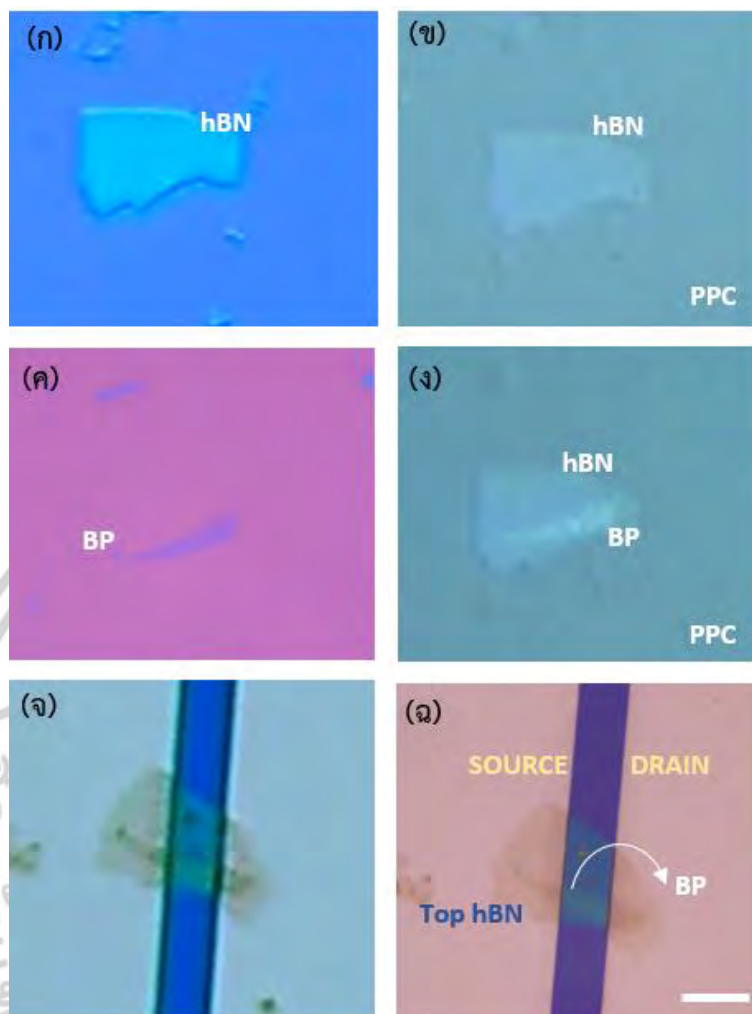 (ก)
hBN
(ข)
hBN
PPC
(ค)
BP
(ง)
hBN
BP
PPC
(จ)
(ฉ)
SOURCE DRAIN
BP
Top hBN